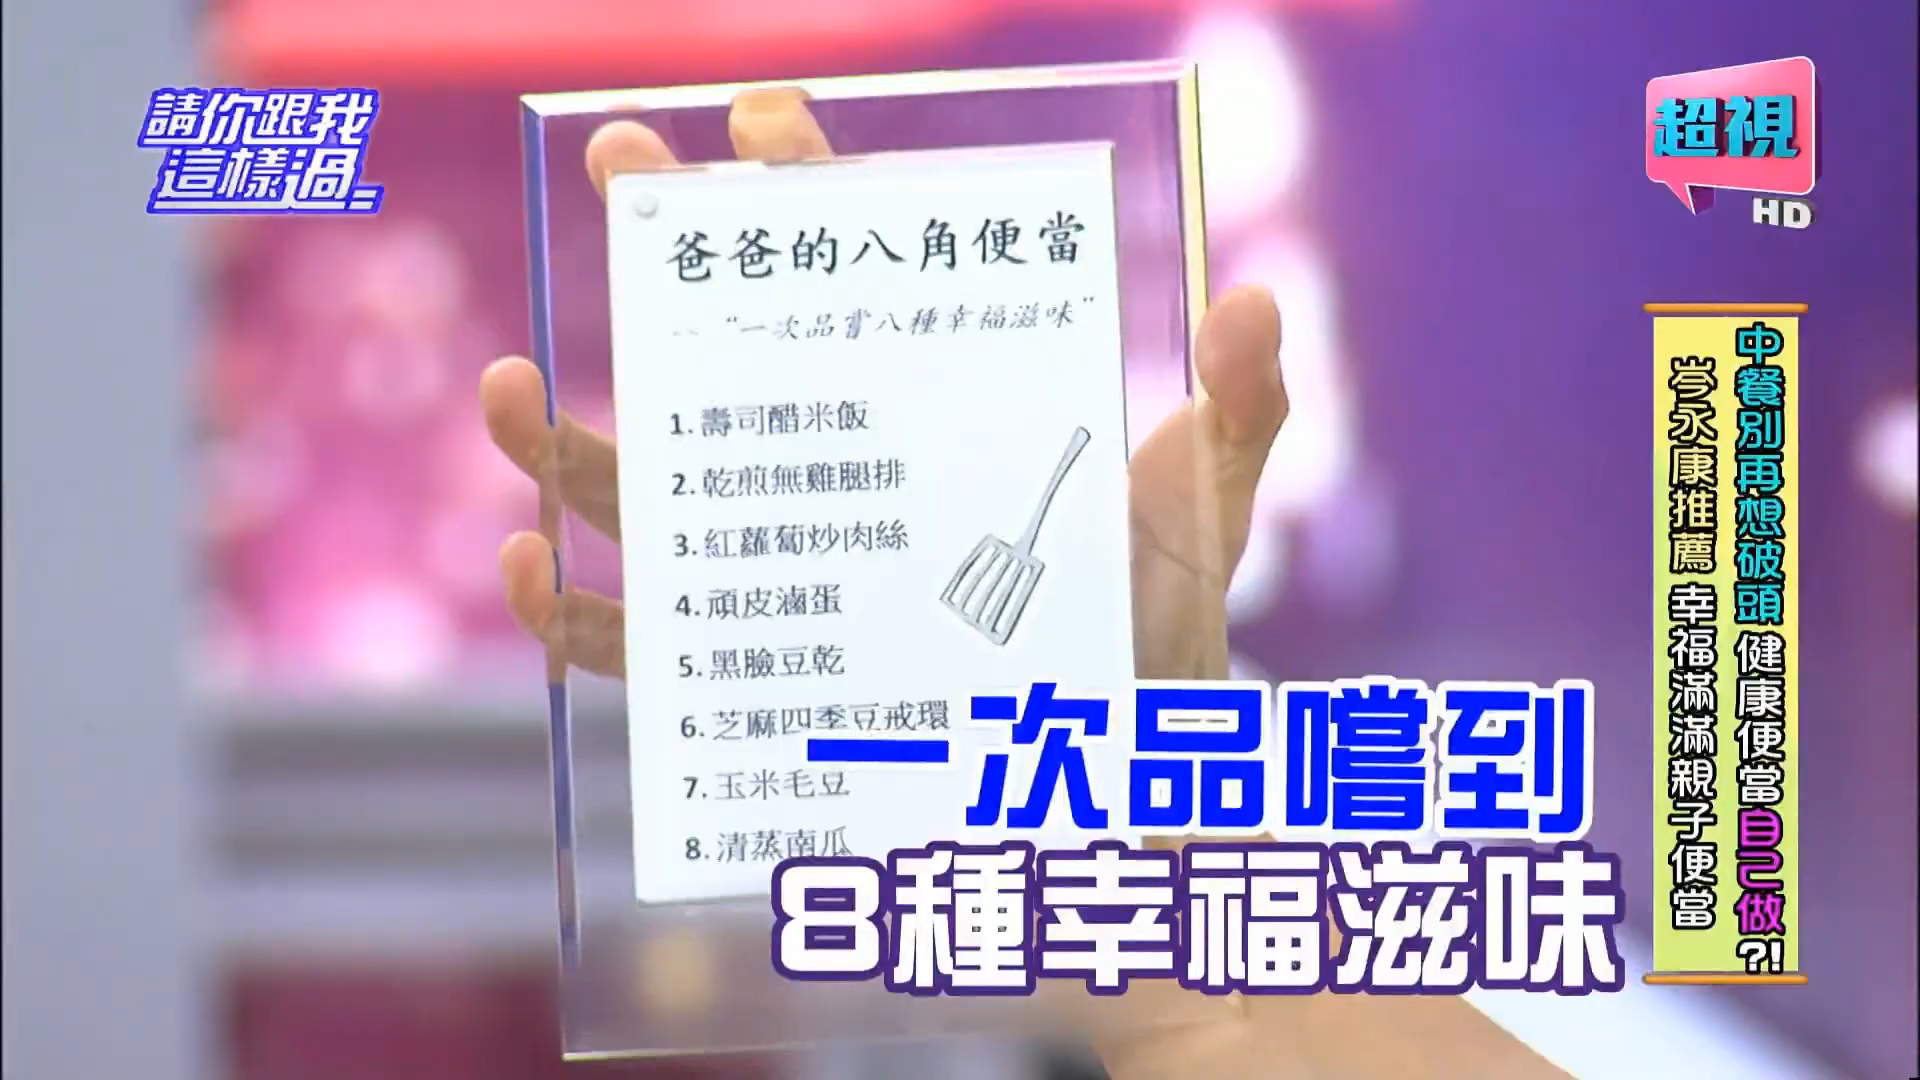 請你跟我
這樣過
超視
HD
爸爸的八角便當
“一次品嘗八種幸福滋味”
1.壽司醋米飯
2.乾煎無雞腿排
3.紅蘿蔔炒肉絲
4.頑皮滷蛋
5.黑臉豆乾
6.芝麻四季豆戒環
7.玉米毛豆
8.清蒸南瓜
一次品嚐到
8種幸福滋味
中餐別再想破頭 健康便當自己做?!
岑永康推薦 幸福滿滿親子便當